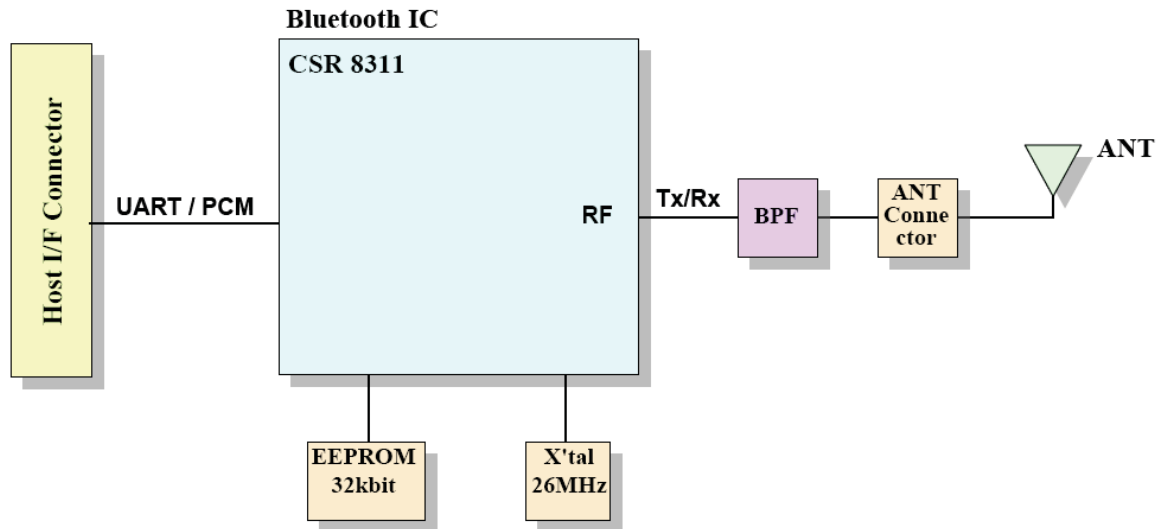 Bluetooth IC
CSR 8311
Host I/F Connector
UART / PCM
RF
Tx/Rx
BPF
ANT
Conne
ctor
ANT
EEPROM
32kbit
X'tal
26MHz